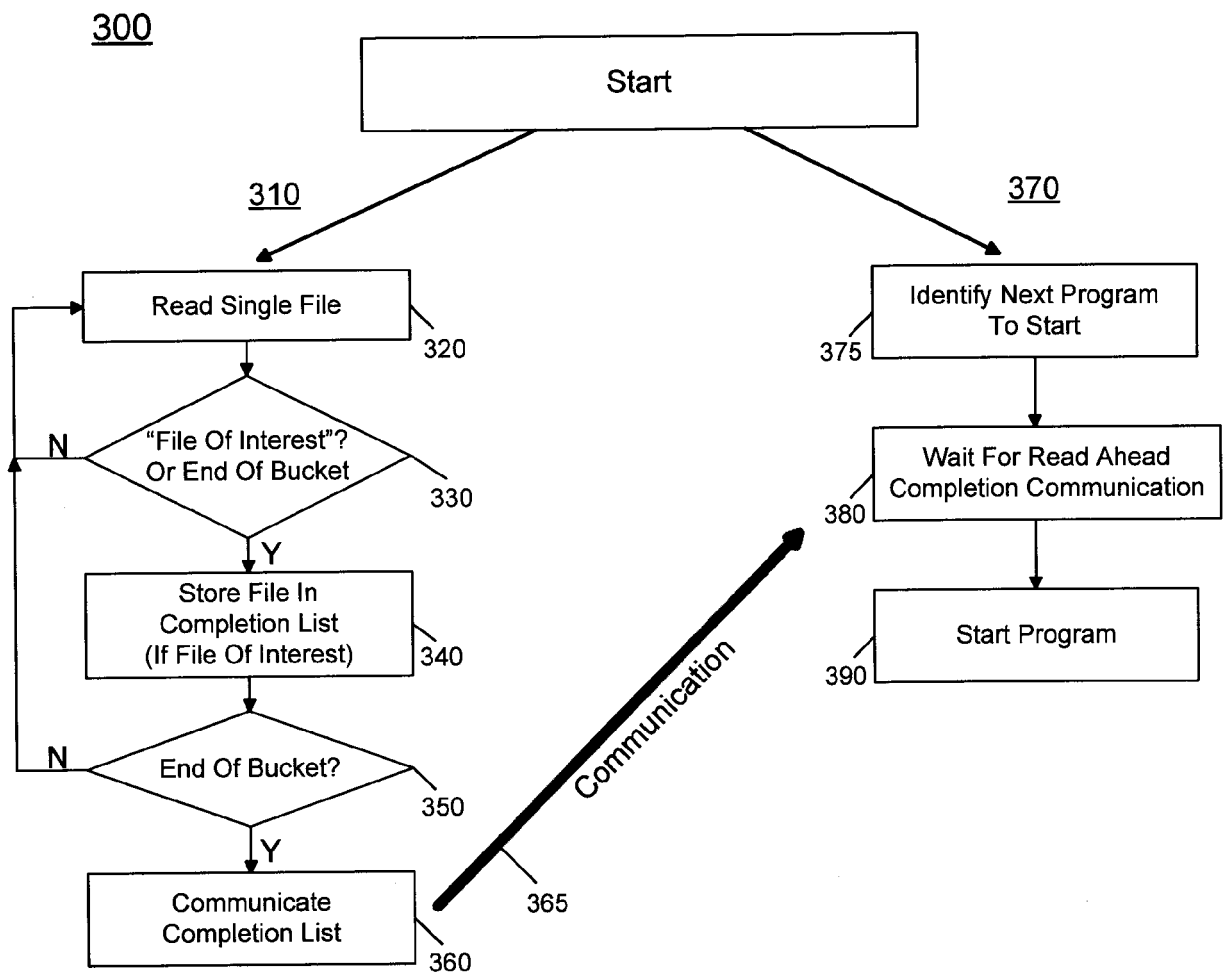 300
Start
310
370
Read Single File
320
"File Of Interest"?
Or End Of Bucket
330
N
Y
Store File In
Completion List
(If File Of Interest)
340
N
End Of Bucket?
350
Y
Communicate
Completion List
360
Communication
365
Identify Next Program
To Start
375
Wait For Read Ahead
Completion Communication
380
Start Program
390